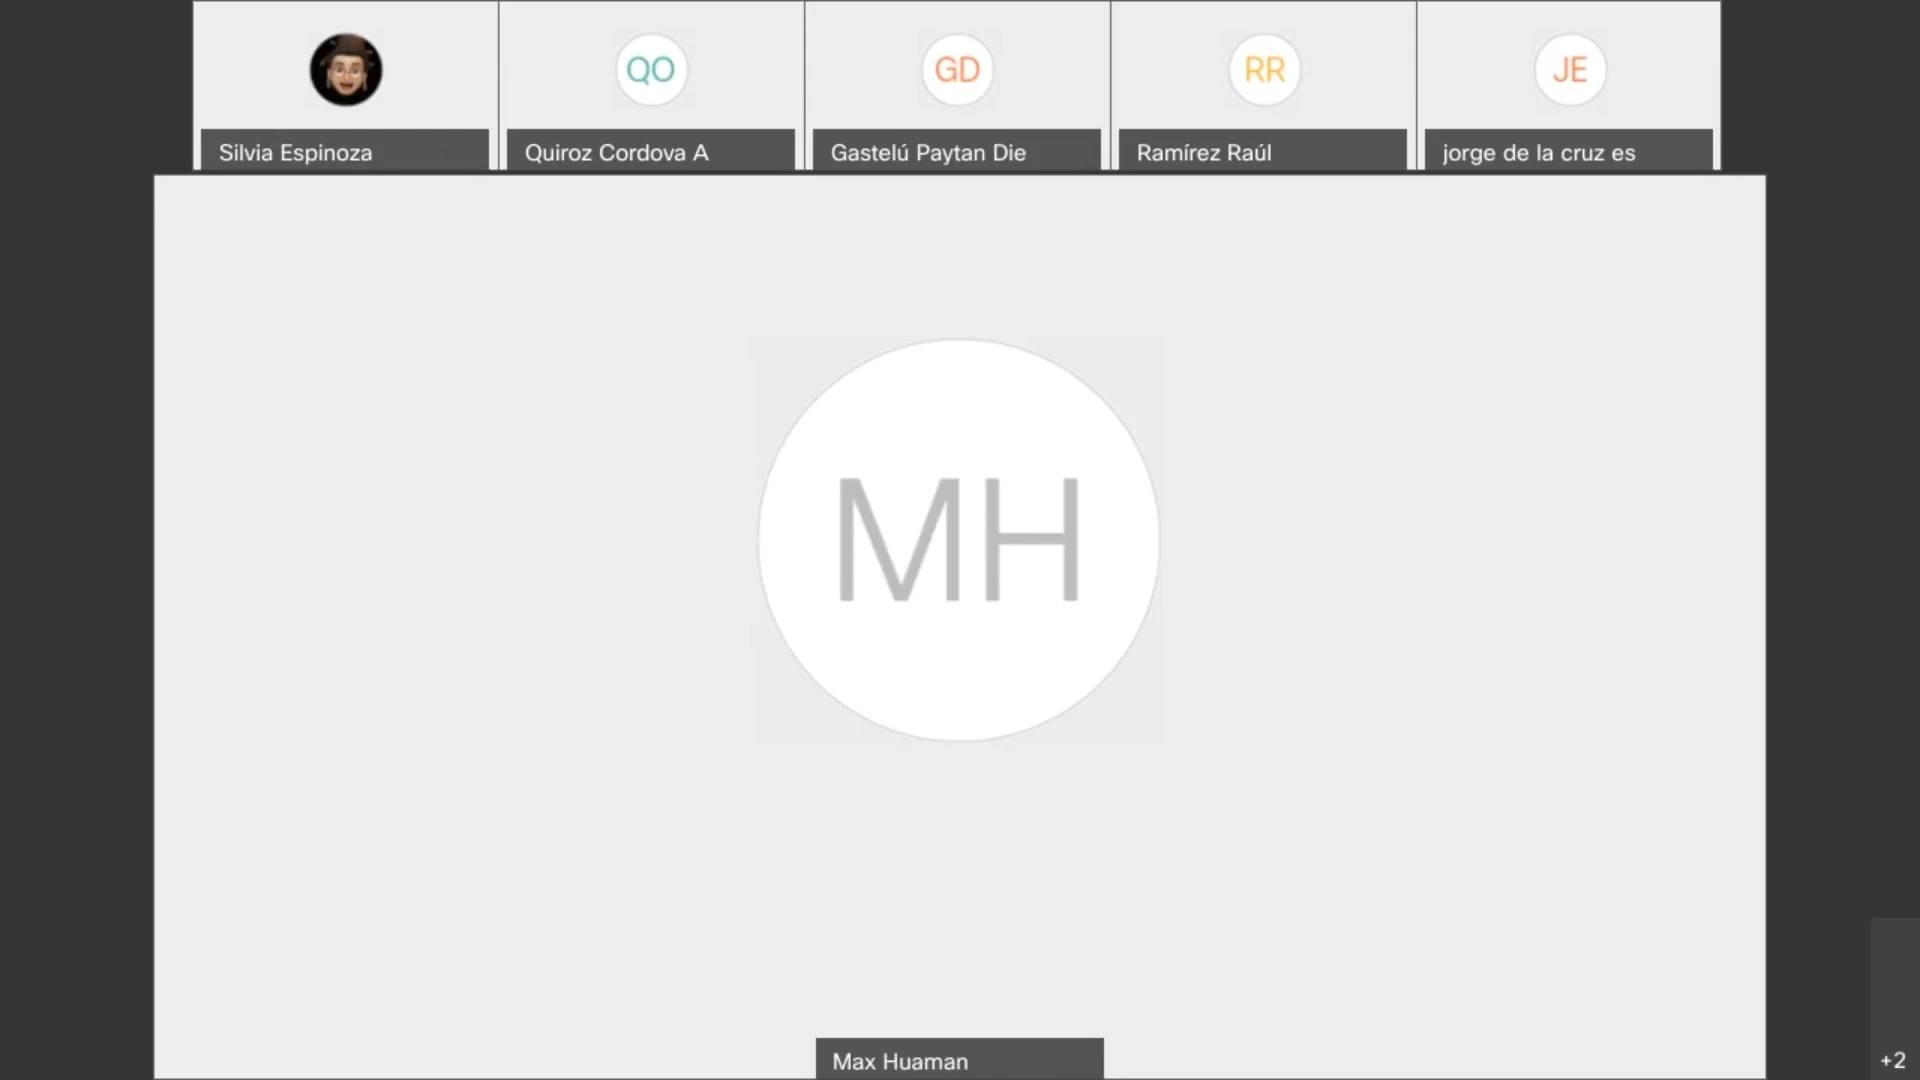 QO
GD
RR
JE
Silvia Espinoza
Quiroz Cordova A
Gastelú Paytan Die
Ramírez Raúl
jorge de la cruz es
MH
Max Huaman
+2